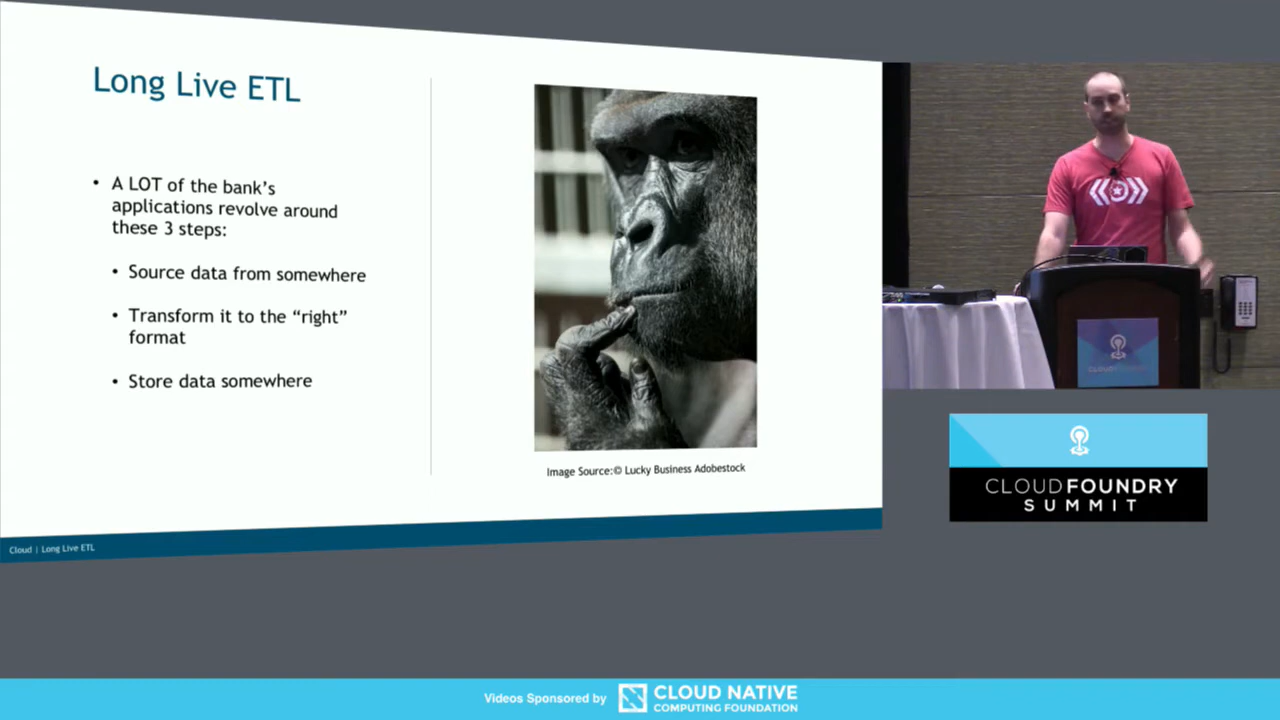 Long Live ETL
• A LOT of the bank's
applications revolve around
these 3 steps:
• Source data from somewhere
• Transform it to the “right”
format
• Store data somewhere
Image Source:© Lucky Business Adobestock
Cloud | Long Live ETL
CLOUD FOUNDRY
SUMMIT
Videos Sponsored by
CLOUD NATIVE
COMPUTING FOUNDATION